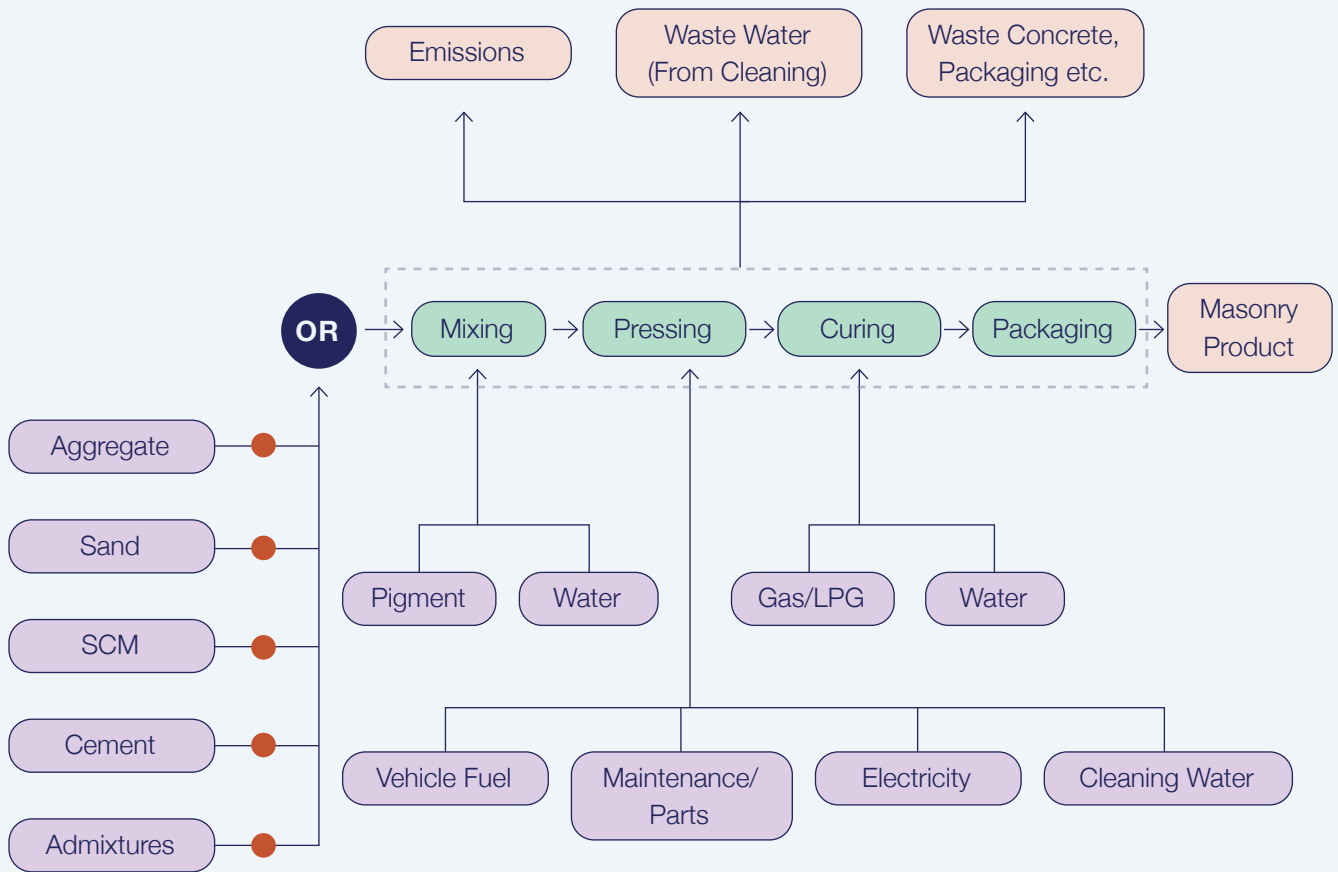 Emissions
Waste Water
(From Cleaning)
Waste Concrete,
Packaging etc.
OR
Mixing
Pressing
Curing
Packaging
Masonry
Product
Aggregate
Sand
SCM
Cement
Admixtures
Pigment
Water
Gas/LPG
Water
Vehicle Fuel
Maintenance/
Parts
Electricity
Cleaning Water